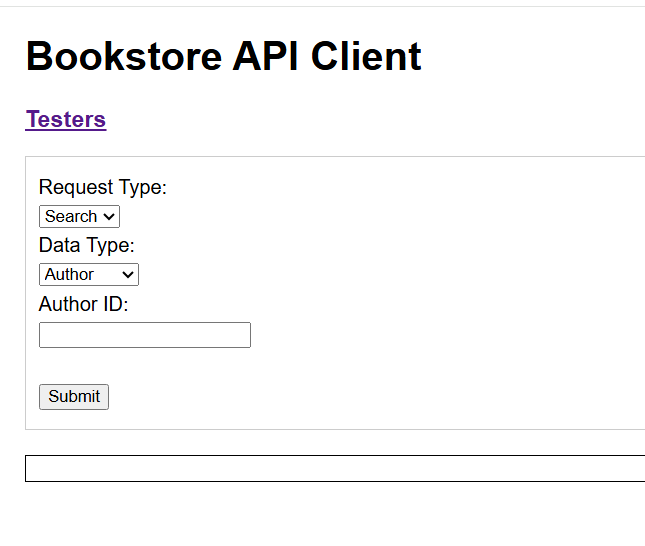 Bookstore API Client
Testers
Request Type:
Search
Data Type:
Author
Author ID:
Submit